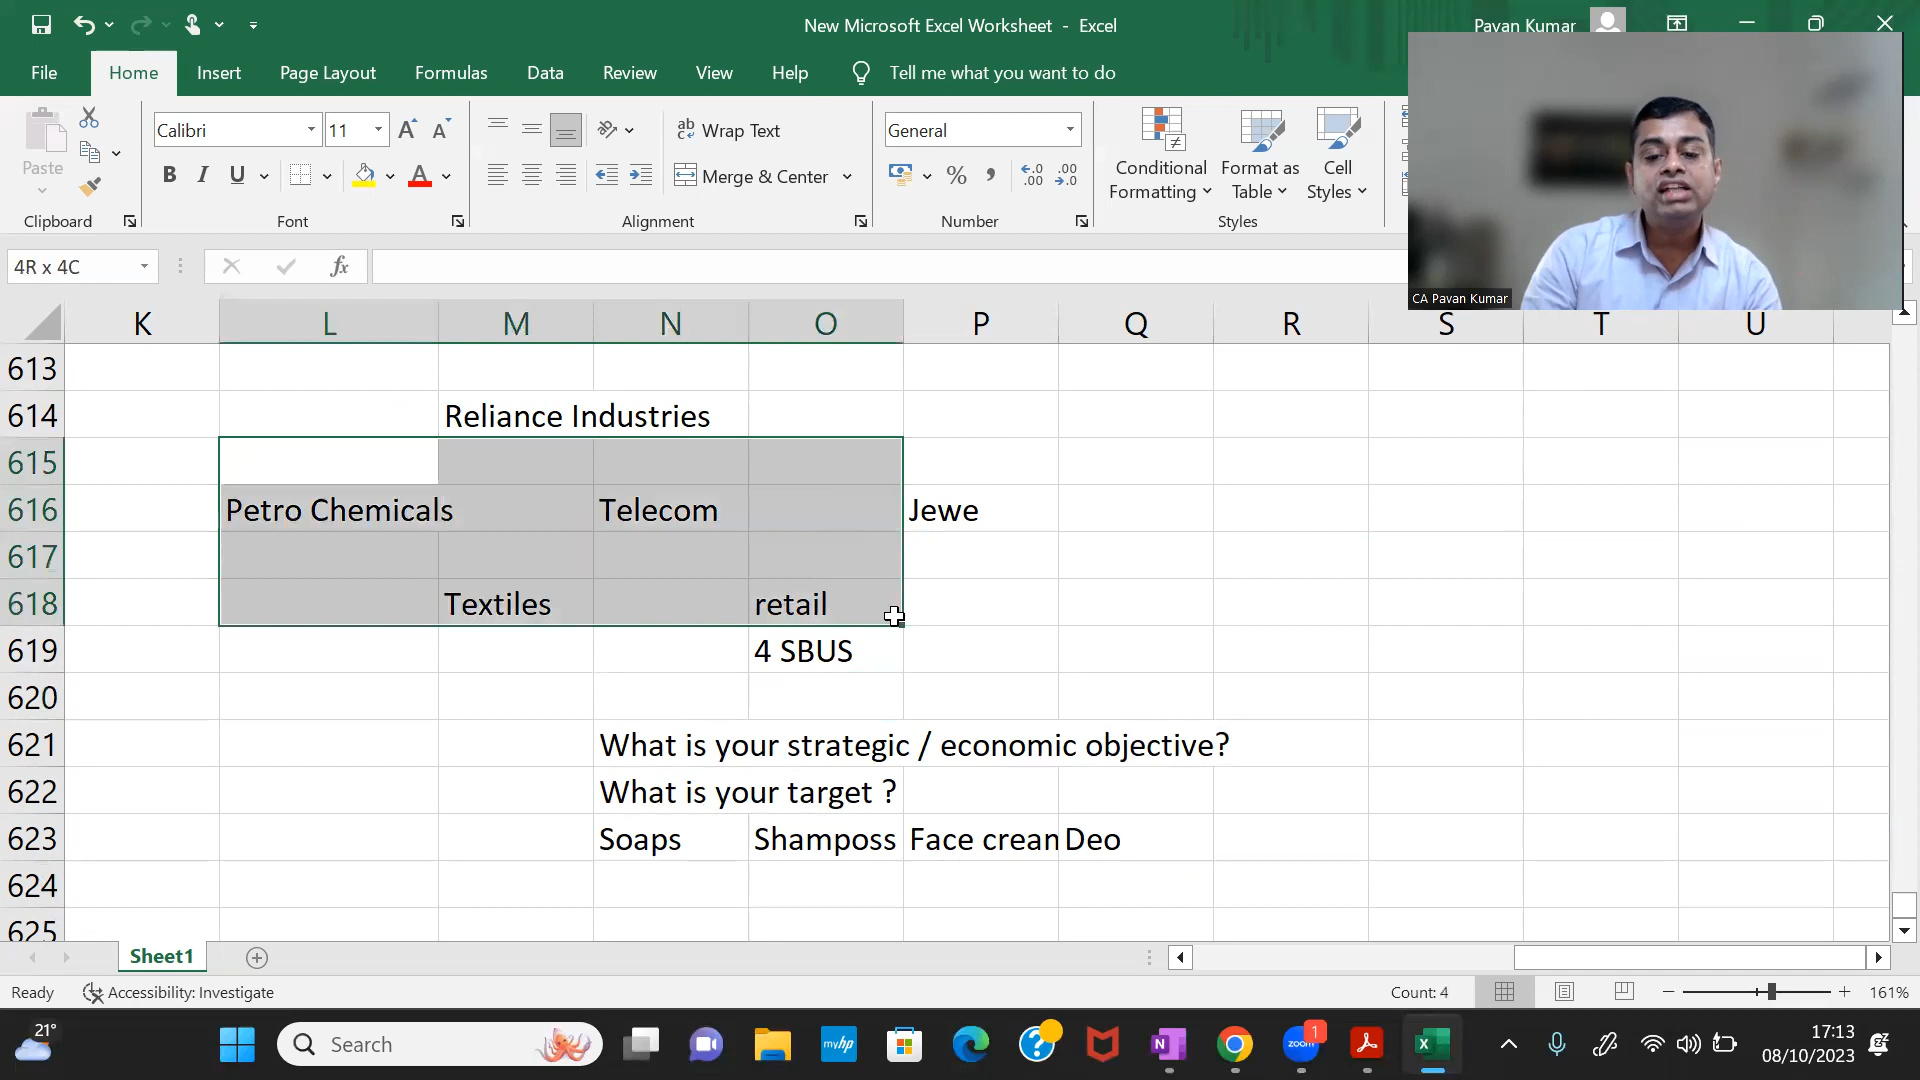 New Microsoft Excel Worksheet - Excel
Pavan Kumar
File Home Insert Page Layout Formulas Data Review View Help Tell me what you want to do
Paste
Clipboard
Calibri 11
B I U
Font
ab Wrap Text
Merge & Center
Alignment
General
Number
Conditional Formatting
Format as Table
Cell Styles
Styles
CA Pavan Kumar
4R x 4C
fx
K L M N O P Q R S T U
613
614 Reliance Industries
615
616 Petro Chemicals Telecom Jewe
617
618 Textiles retail
619 4 SBUS
620
621 What is your strategic / economic objective?
622 What is your target ?
623 Soaps Shamposs Face crean Deo
624
625
Sheet1
Ready Accessibility: Investigate Count: 4 161%
21°
Search
myhp
zoom
1
17:13
08/10/2023